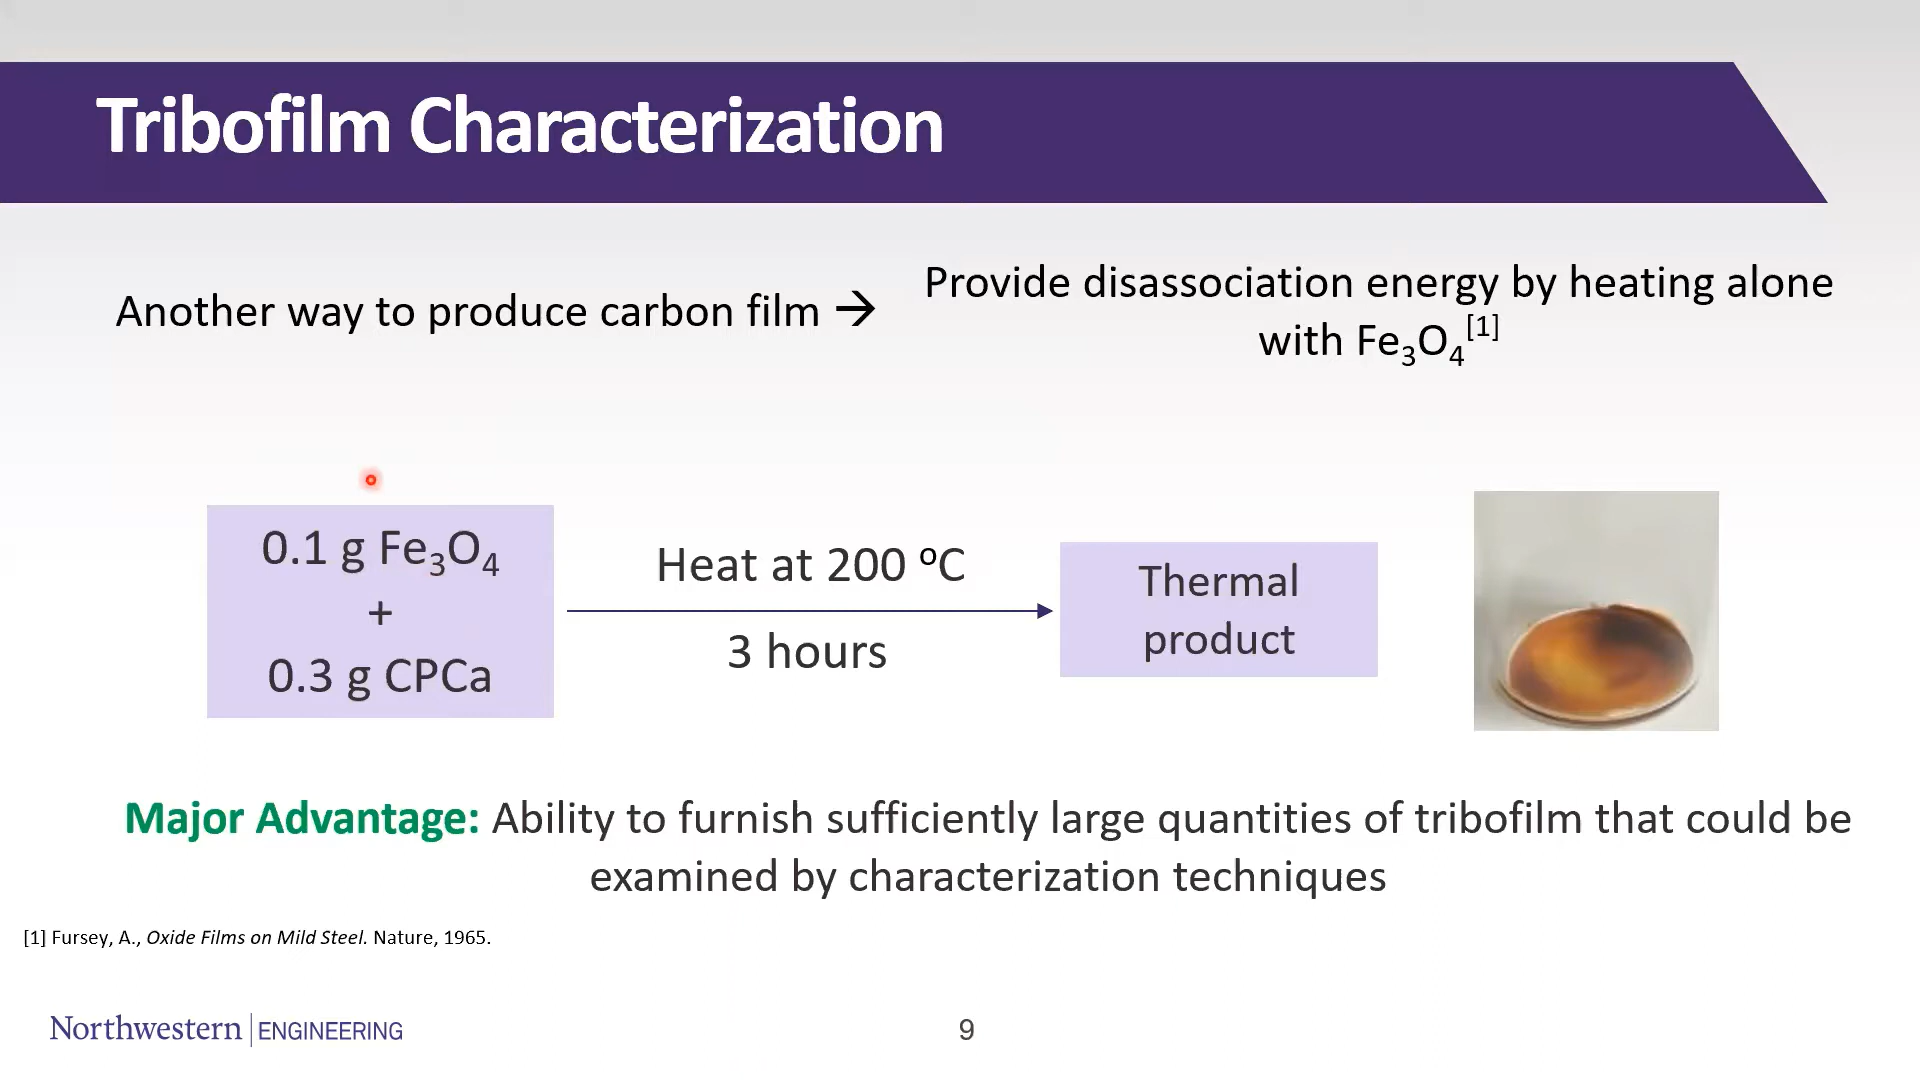 Tribofilm Characterization
Another way to produce carbon film →
Provide disassociation energy by heating alone
with Fe₃O₄[1]
0.1 g Fe₃O₄
+
0.3 g CPCa
Heat at 200 ºC
3 hours
Thermal
product
Major Advantage: Ability to furnish sufficiently large quantities of tribofilm that could be
examined by characterization techniques
[1] Fursey, A., Oxide Films on Mild Steel. Nature, 1965.
Northwestern | ENGINEERING
9